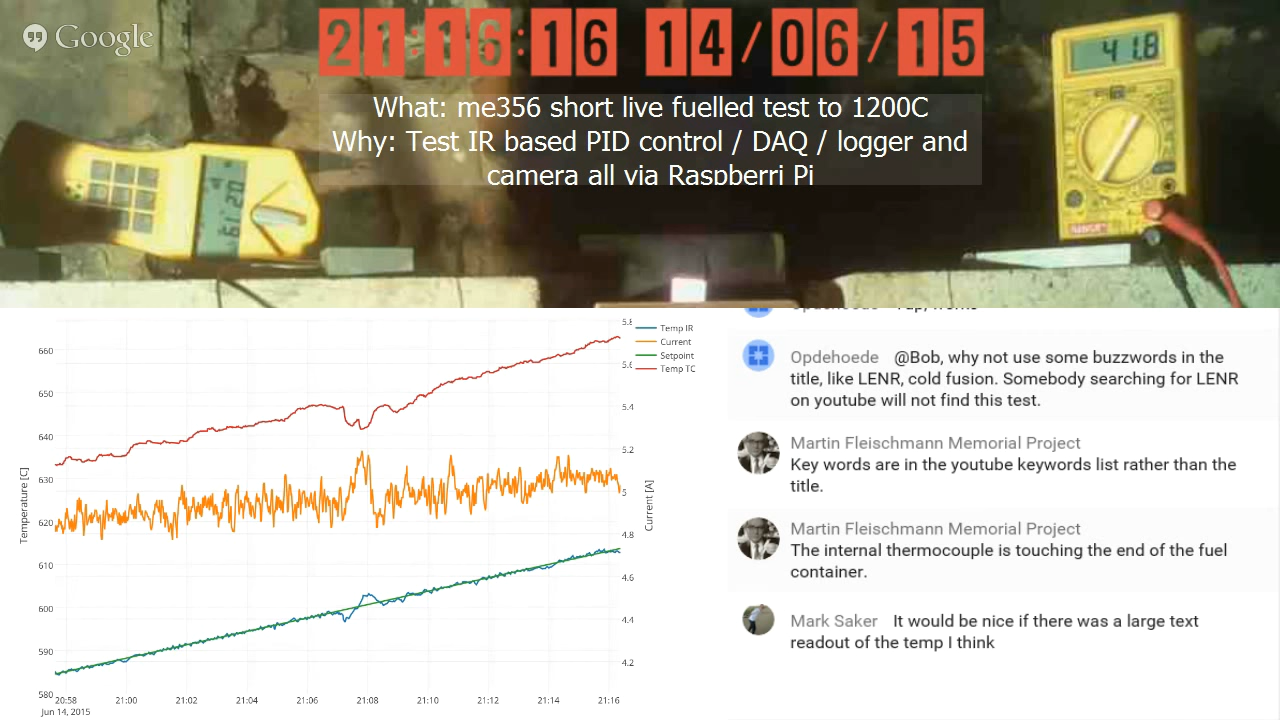 Google
21:16:16 14/06/15
What: me356 short live fuelled test to 1200C
Why: Test IR based PID control / DAQ / logger and
camera all via Raspberri Pi
41.8
Opdehoede @Bob, why not use some buzzwords in the
title, like LENR, cold fusion. Somebody searching for LENR
on youtube will not find this test.
Martin Fleischmann Memorial Project
Key words are in the youtube keywords list rather than the
title.
Martin Fleischmann Memorial Project
The internal thermocouple is touching the end of the fuel
container.
Mark Saker It would be nice if there was a large text
readout of the temp I think
Temp IR
Current
Setpoint
Temp TC
Temperature [C]
660
650
640
630
620
610
600
590
580
5.4
5.2
5
4.8
4.6
4.4
4.2
Current [A]
20:58 21:00 21:02 21:04 21:06 21:08 21:10 21:12 21:14 21:16
Jun 14, 2015